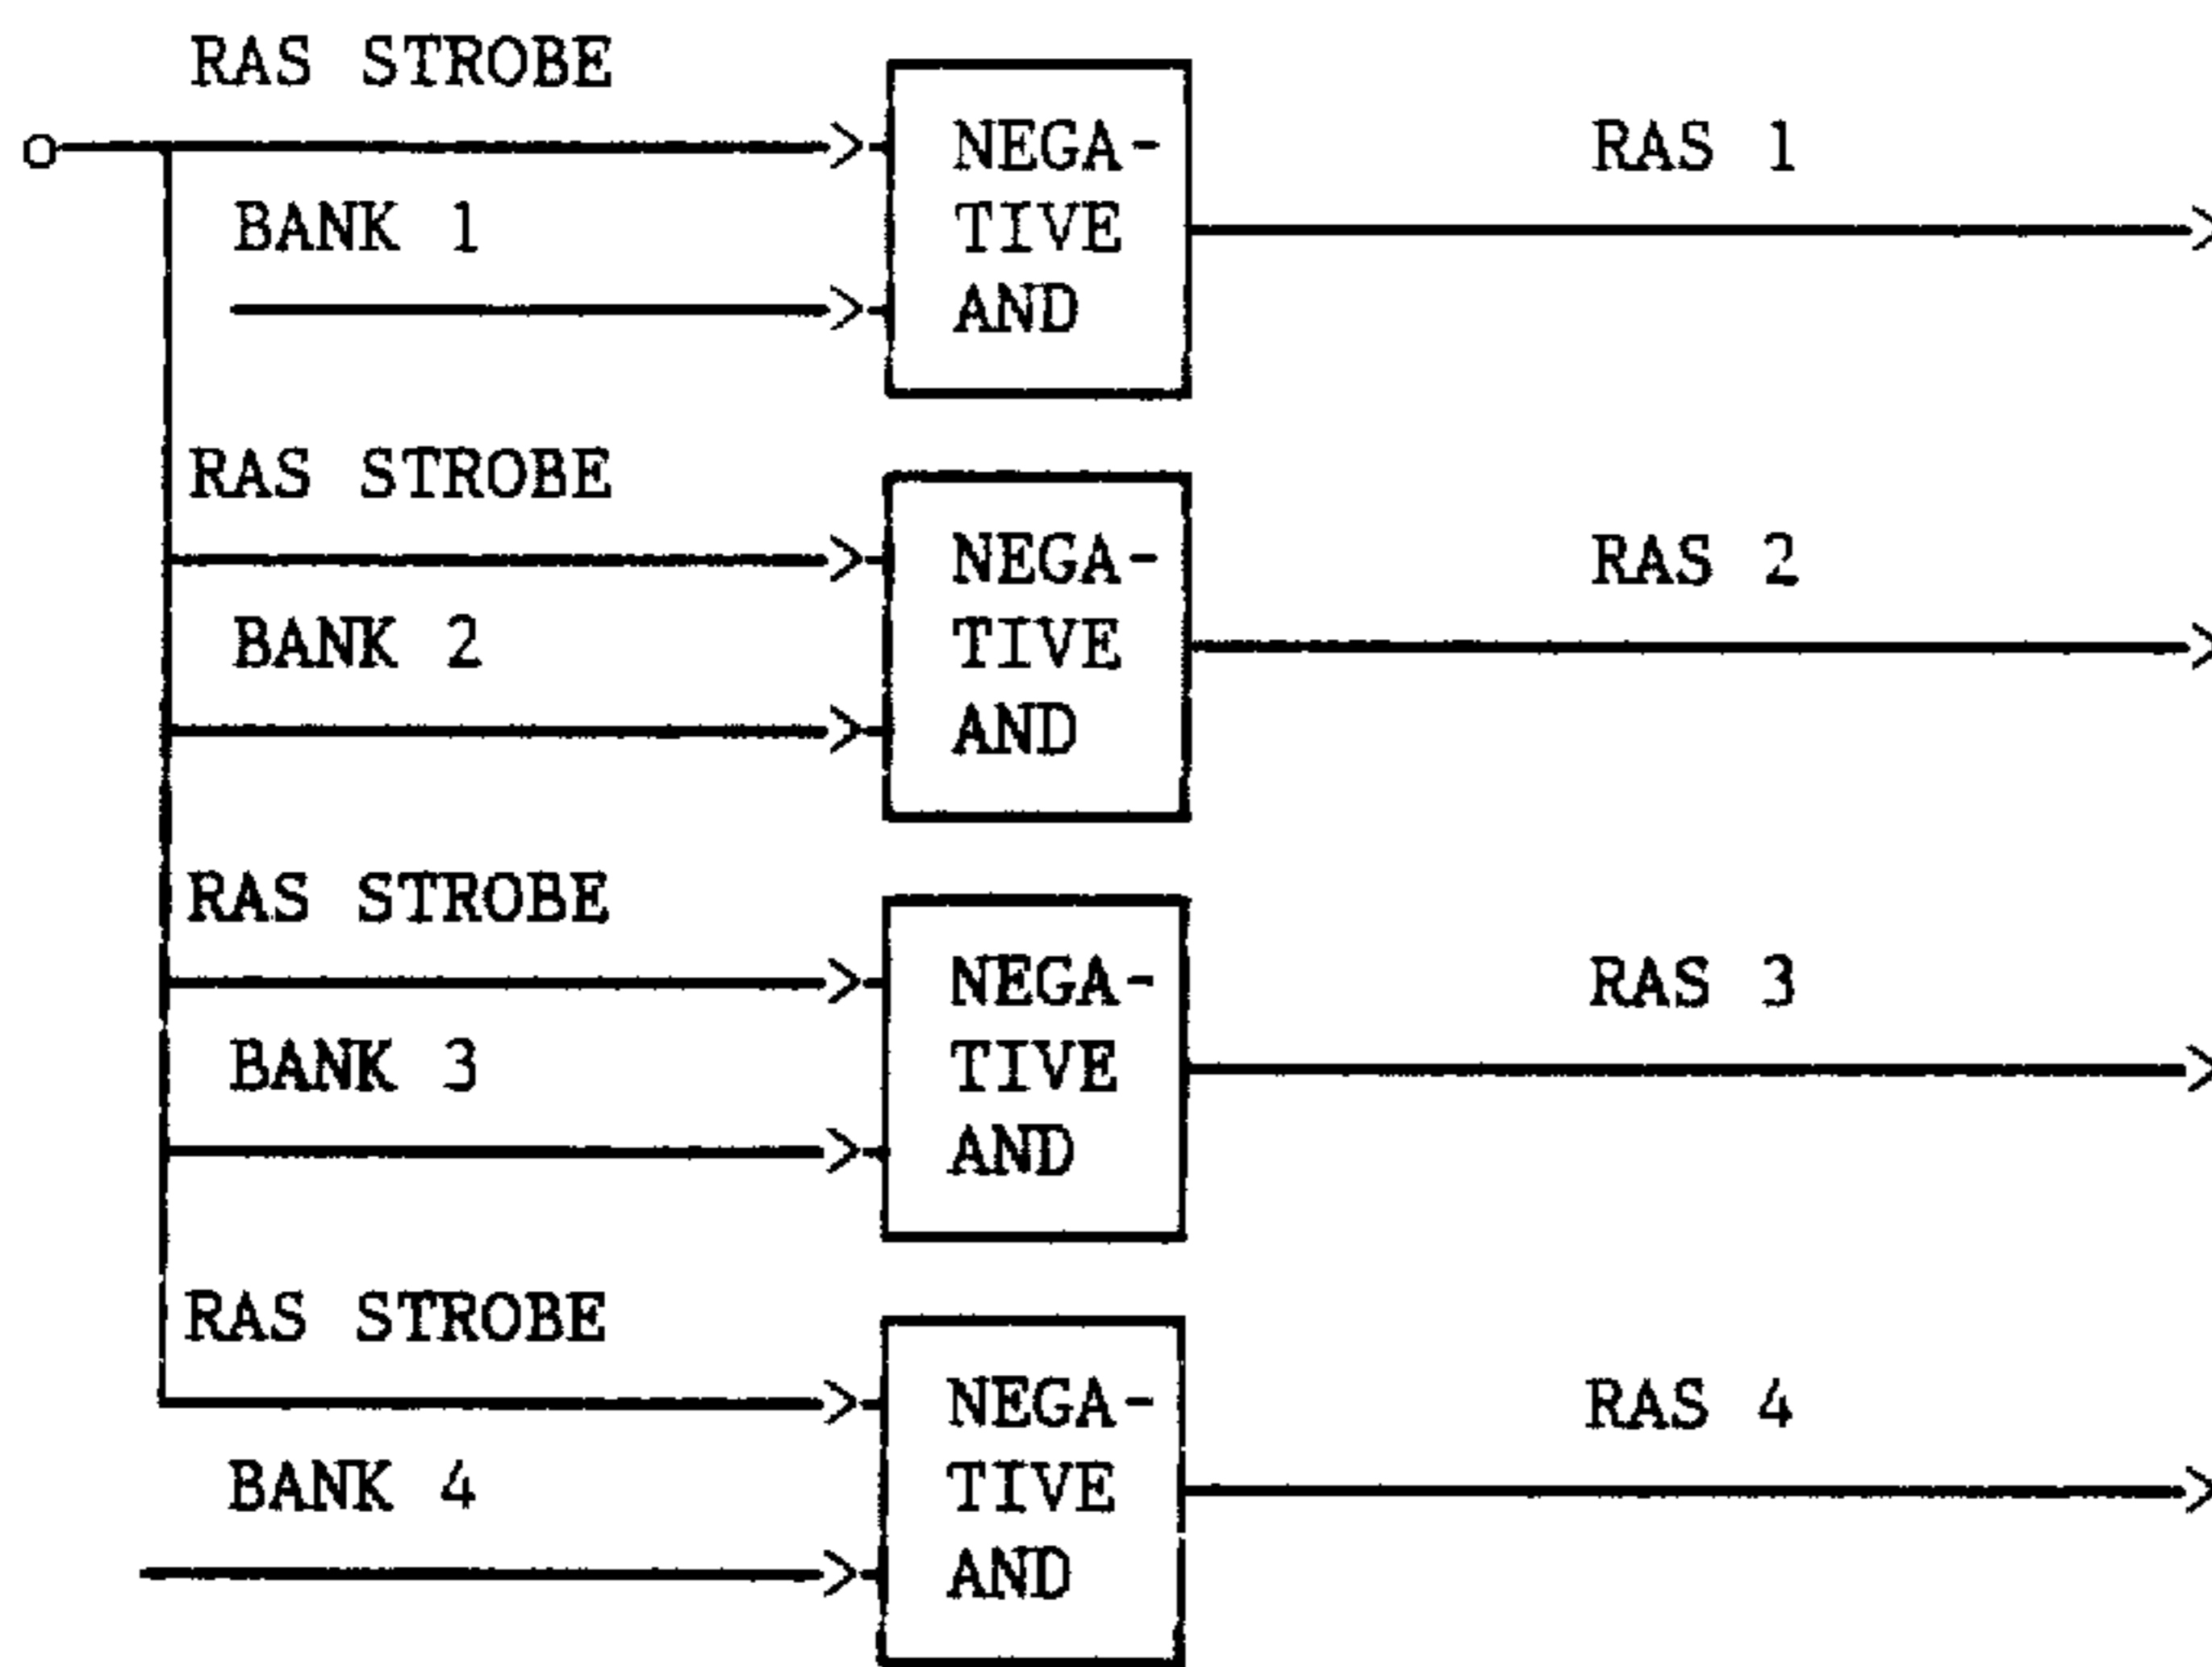 RAS STROBE
BANK 1
NEGA-
TIVE
AND
RAS 1
RAS STROBE
BANK 2
NEGA-
TIVE
AND
RAS 2
RAS STROBE
BANK 3
NEGA-
TIVE
AND
RAS 3
RAS STROBE
BANK 4
NEGA-
TIVE
AND
RAS 4